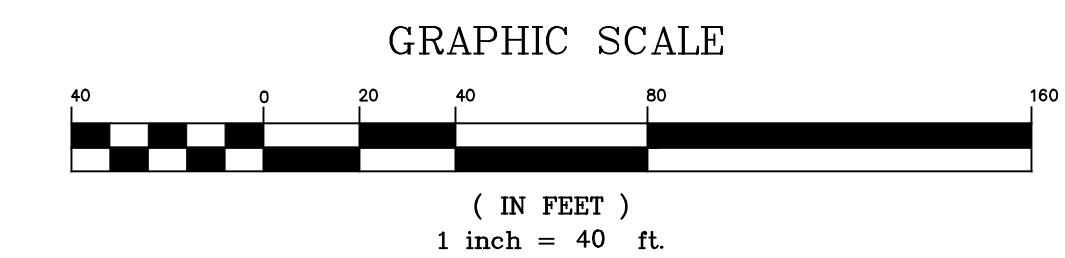 GRAPHIC SCALE
40 0 20 40 80 160
( IN FEET )
1 inch = 40 ft.